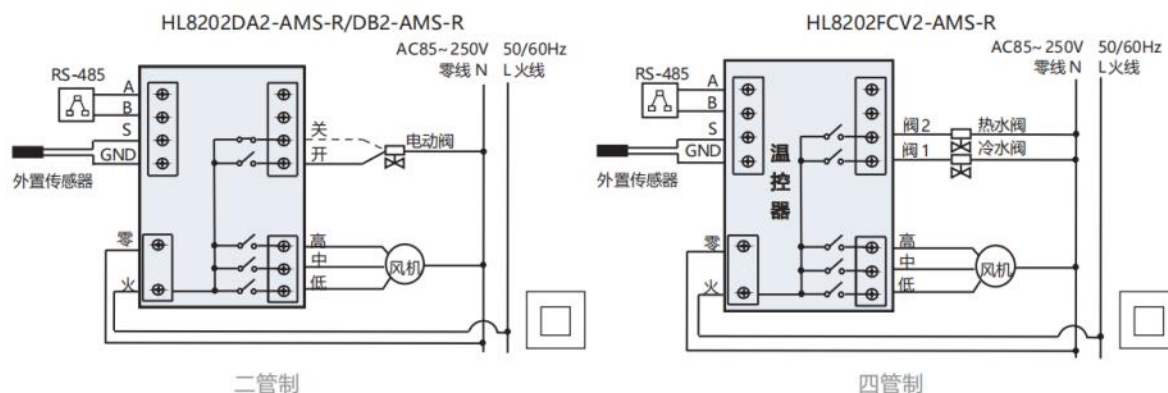 HL8202DA2-AMS-R/DB2-AMS-R
AC85~250V 50/60Hz
零线 N L 火线
RS-485
A
B
S
GND
外置传感器
关
开
电动阀
零
火
高
中
低
风机
二管制
HL8202FCV2-AMS-R
AC85~250V 50/60Hz
零线 N L 火线
RS-485
A
B
S
GND
外置传感器
温控器
阀 2
热水阀
阀 1
冷水阀
零
火
高
中
低
风机
四管制